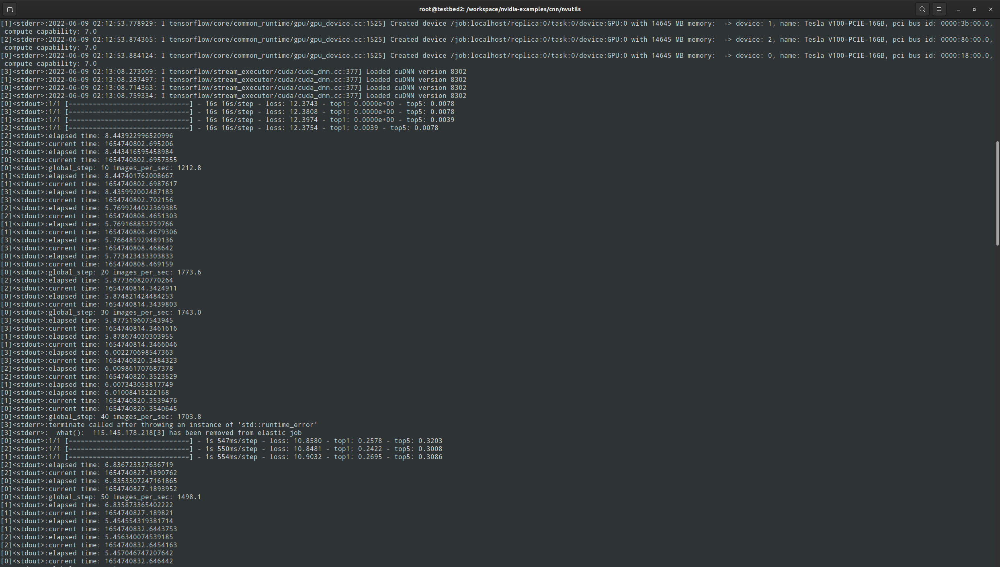 root@testbed2: /workspace/nvidia-examples/cnn/nvutils
[1]<stderr>:2022-06-09 02:12:53.778929: I tensorflow/core/common_runtime/gpu/gpu_device.cc:1525] Created device /job:localhost/replica:0/task:0/device:GPU:0 with 14645 MB memory:  -> device: 1, name: Tesla V100-PCIE-16GB, pci bus id: 0000:3b:00.0,
 compute capability: 7.0
[2]<stderr>:2022-06-09 02:12:53.874365: I tensorflow/core/common_runtime/gpu/gpu_device.cc:1525] Created device /job:localhost/replica:0/task:0/device:GPU:0 with 14645 MB memory:  -> device: 2, name: Tesla V100-PCIE-16GB, pci bus id: 0000:86:00.0,
 compute capability: 7.0
[0]<stderr>:2022-06-09 02:12:53.884124: I tensorflow/core/common_runtime/gpu/gpu_device.cc:1525] Created device /job:localhost/replica:0/task:0/device:GPU:0 with 14645 MB memory:  -> device: 0, name: Tesla V100-PCIE-16GB, pci bus id: 0000:18:00.0,
 compute capability: 7.0
[3]<stderr>:2022-06-09 02:13:08.273009: I tensorflow/stream_executor/cuda/cuda_dnn.cc:377] Loaded cuDNN version 8302
[1]<stderr>:2022-06-09 02:13:08.287497: I tensorflow/stream_executor/cuda/cuda_dnn.cc:377] Loaded cuDNN version 8302
[0]<stderr>:2022-06-09 02:13:08.714363: I tensorflow/stream_executor/cuda/cuda_dnn.cc:377] Loaded cuDNN version 8302
[2]<stderr>:2022-06-09 02:13:08.759334: I tensorflow/stream_executor/cuda/cuda_dnn.cc:377] Loaded cuDNN version 8302
[0]<stdout>:1/1 [==============================] - 16s 16s/step - loss: 12.3743 - top1: 0.0000e+00 - top5: 0.0078
[3]<stdout>:1/1 [==============================] - 16s 16s/step - loss: 12.3808 - top1: 0.0000e+00 - top5: 0.0078
[1]<stdout>:1/1 [==============================] - 16s 16s/step - loss: 12.3974 - top1: 0.0000e+00 - top5: 0.0039
[2]<stdout>:1/1 [==============================] - 16s 16s/step - loss: 12.3754 - top1: 0.0039 - top5: 0.0078
[2]<stdout>:elapsed time: 8.443922996520996
[2]<stdout>:current time: 1654740802.695206
[0]<stdout>:elapsed time: 8.443416595458984
[0]<stdout>:current time: 1654740802.6957355
[0]<stdout>:global_step: 10 images_per_sec: 1212.8
[1]<stdout>:elapsed time: 8.447401762008667
[1]<stdout>:current time: 1654740802.6987617
[3]<stdout>:elapsed time: 8.435992002487183
[3]<stdout>:current time: 1654740802.702156
[2]<stdout>:elapsed time: 5.7699244022369385
[2]<stdout>:current time: 1654740808.4651303
[1]<stdout>:elapsed time: 5.769168853759766
[1]<stdout>:current time: 1654740808.4679306
[3]<stdout>:elapsed time: 5.766485929489136
[3]<stdout>:current time: 1654740808.468642
[0]<stdout>:elapsed time: 5.773423433303833
[0]<stdout>:current time: 1654740808.469159
[0]<stdout>:global_step: 20 images_per_sec: 1773.6
[2]<stdout>:elapsed time: 5.877360820770264
[2]<stdout>:current time: 1654740814.3424911
[0]<stdout>:elapsed time: 5.874821424484253
[0]<stdout>:current time: 1654740814.3439803
[0]<stdout>:global_step: 30 images_per_sec: 1743.0
[3]<stdout>:elapsed time: 5.877519607543945
[3]<stdout>:current time: 1654740814.3461616
[1]<stdout>:elapsed time: 5.878674030303955
[1]<stdout>:current time: 1654740814.3466046
[3]<stdout>:elapsed time: 6.002270698547363
[3]<stdout>:current time: 1654740820.3484323
[2]<stdout>:elapsed time: 6.009861707687378
[2]<stdout>:current time: 1654740820.3523529
[1]<stdout>:elapsed time: 6.007343053817749
[0]<stdout>:elapsed time: 6.01008415222168
[1]<stdout>:current time: 1654740820.3539476
[0]<stdout>:current time: 1654740820.3540645
[0]<stdout>:global_step: 40 images_per_sec: 1703.8
[3]<stderr>:terminate called after throwing an instance of 'std::runtime_error'
[3]<stderr>:  what():  115.145.178.218[3] has been removed from elastic job
[0]<stdout>:1/1 [==============================] - 1s 547ms/step - loss: 10.8580 - top1: 0.2578 - top5: 0.3203
[2]<stdout>:1/1 [==============================] - 1s 550ms/step - loss: 10.8481 - top1: 0.2422 - top5: 0.3008
[1]<stdout>:1/1 [==============================] - 1s 554ms/step - loss: 10.9032 - top1: 0.2695 - top5: 0.3086
[2]<stdout>:elapsed time: 6.836723327636719
[2]<stdout>:current time: 1654740827.1890762
[0]<stdout>:elapsed time: 6.8353307247161865
[0]<stdout>:current time: 1654740827.1893952
[0]<stdout>:global_step: 50 images_per_sec: 1498.1
[1]<stdout>:elapsed time: 6.835873365402222
[1]<stdout>:current time: 1654740827.189821
[1]<stdout>:elapsed time: 5.454554319381714
[1]<stdout>:current time: 1654740832.6443753
[2]<stdout>:elapsed time: 5.456340074539185
[2]<stdout>:current time: 1654740832.6454163
[0]<stdout>:elapsed time: 5.457046747207642
[0]<stdout>:current time: 1654740832.646442